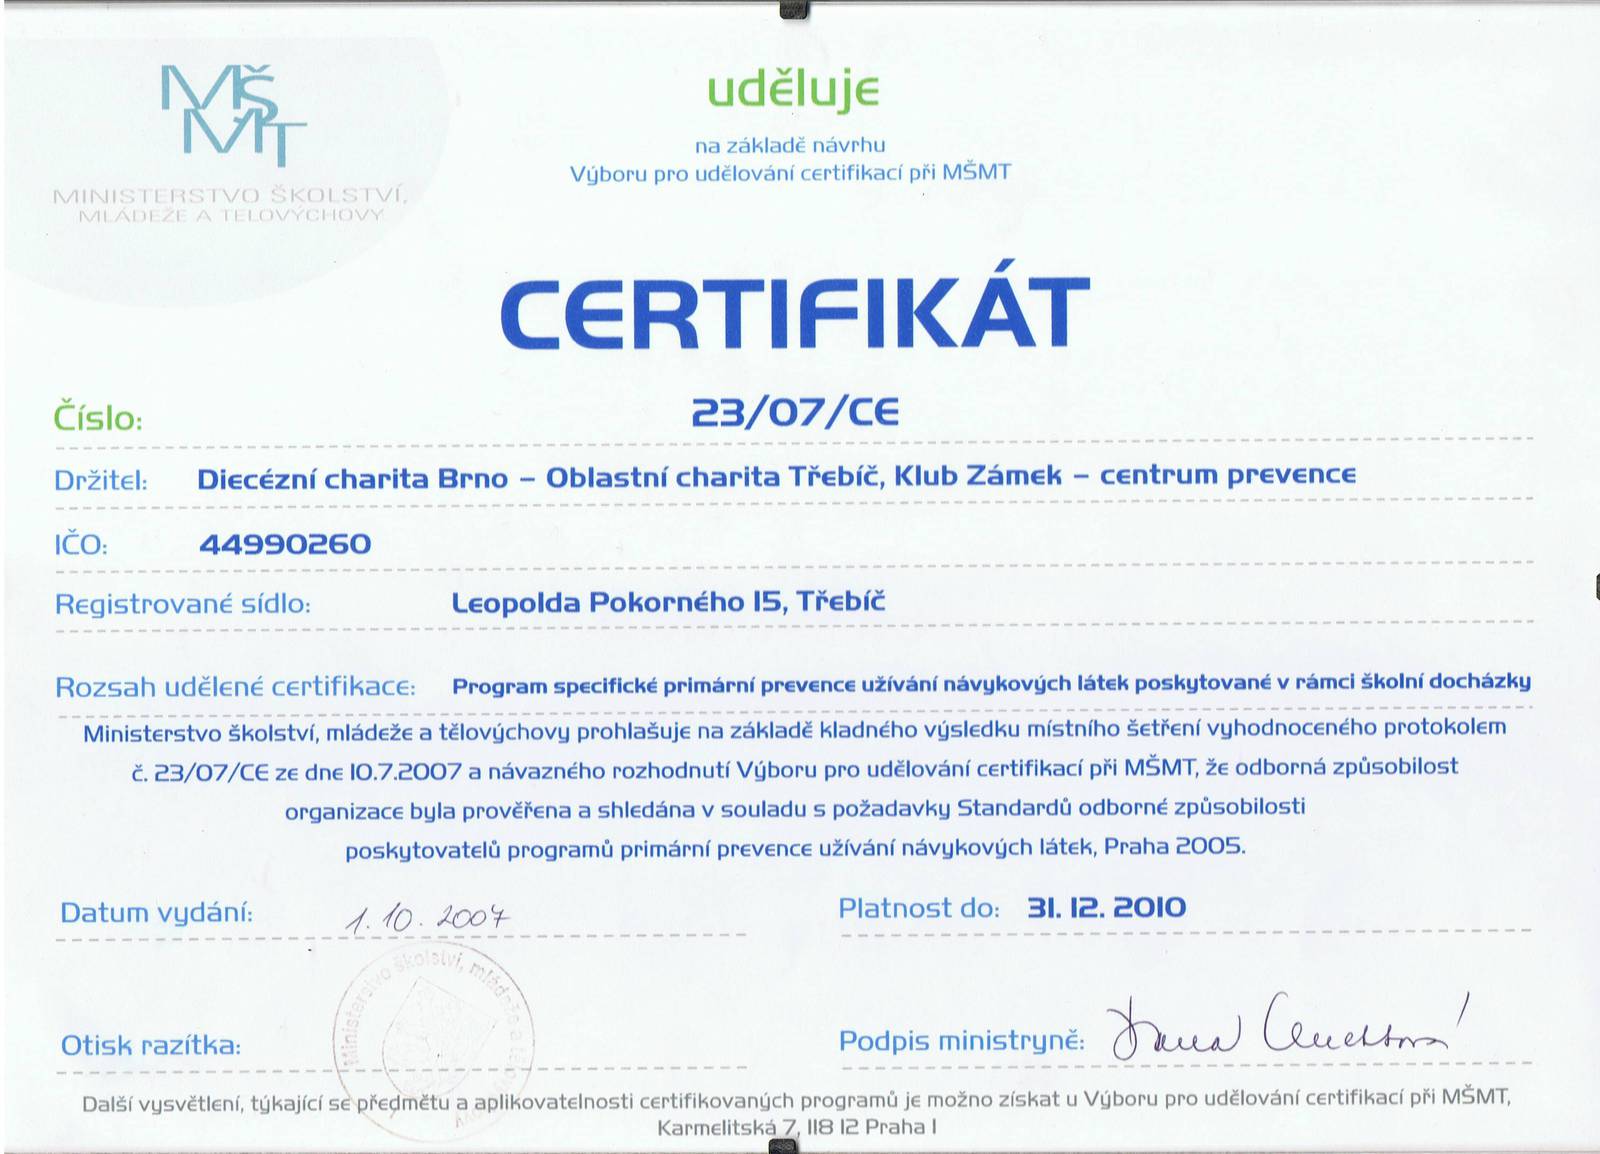 MŠMT
MINISTERSTVO ŠKOLSTVÍ,
MLÁDEŽE A TELOVÝCHOVY
uděluje
na základě návrhu
Výboru pro udělování certifikací při MŠMT
CERTIFIKÁT
Číslo: 23/07/CE
Držitel: Diecézní charita Brno – Oblastní charita Třebíč, Klub Zámek – centrum prevence
IČO: 44990260
Registrované sídlo: Leopolda Pokorného 15, Třebíč
Rozsah udělené certifikace: Program specifické primární prevence užívání návykových látek poskytované v rámci školní docházky
Ministerstvo školství, mládeže a tělovýchovy prohlašuje na základě kladného výsledku místního šetření vyhodnoceného protokolem
č. 23/07/CE ze dne 10.7.2007 a návazného rozhodnutí Výboru pro udělování certifikací při MŠMT, že odborná způsobilost
organizace byla prověřena a shledána v souladu s požadavky Standardů odborné způsobilosti
poskytovatelů programů primární prevence užívání návykových látek, Praha 2005.
Datum vydání: 1. 10. 2007
Platnost do: 31. 12. 2010
Ministerstvo školství, mládeže a tělovýchovy
Otisk razítka:
Podpis ministryně: Dana
Další vysvětlení, týkající se předmětu a aplikovatelnosti certifikovaných programů je možno získat u Výboru pro udělování certifikací při MŠMT,
Karmelitská 7, 118 12 Praha 1